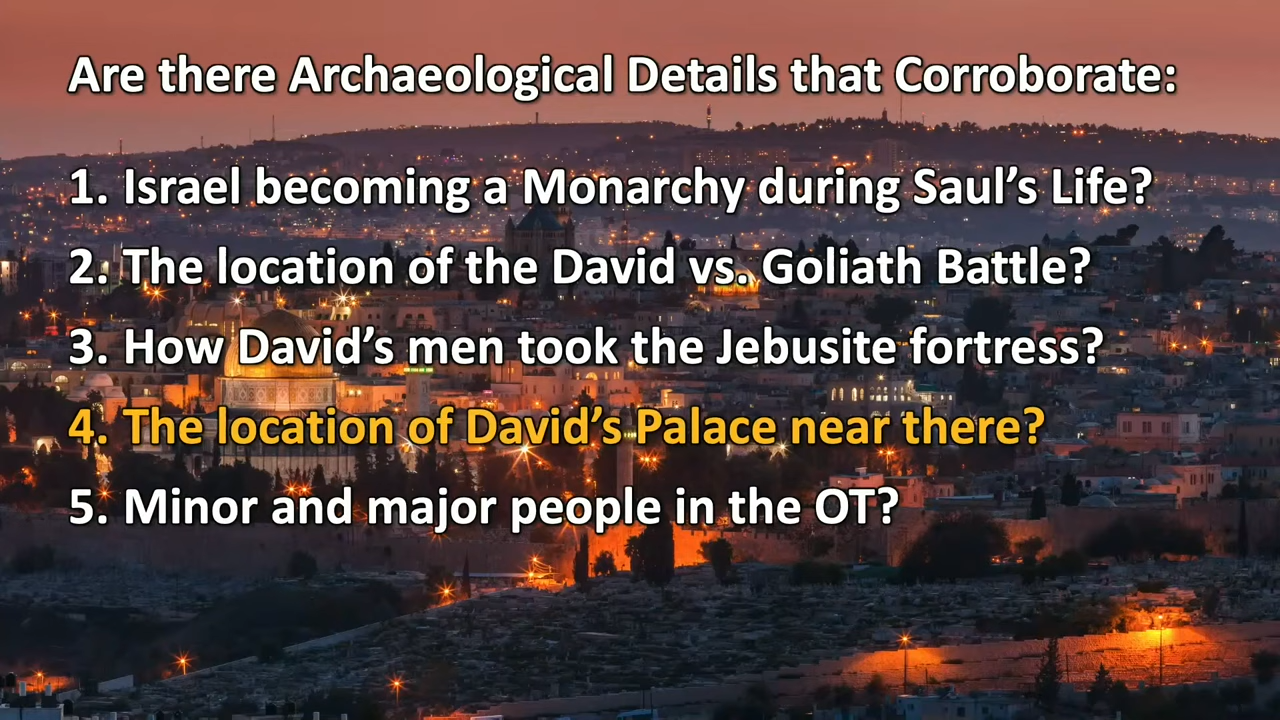 Are there Archaeological Details that Corroborate:
1. Israel becoming a Monarchy during Saul’s Life?
2. The location of the David vs. Goliath Battle?
3. How David’s men took the Jebusite fortress?
4. The location of David’s Palace near there?
5. Minor and major people in the OT?